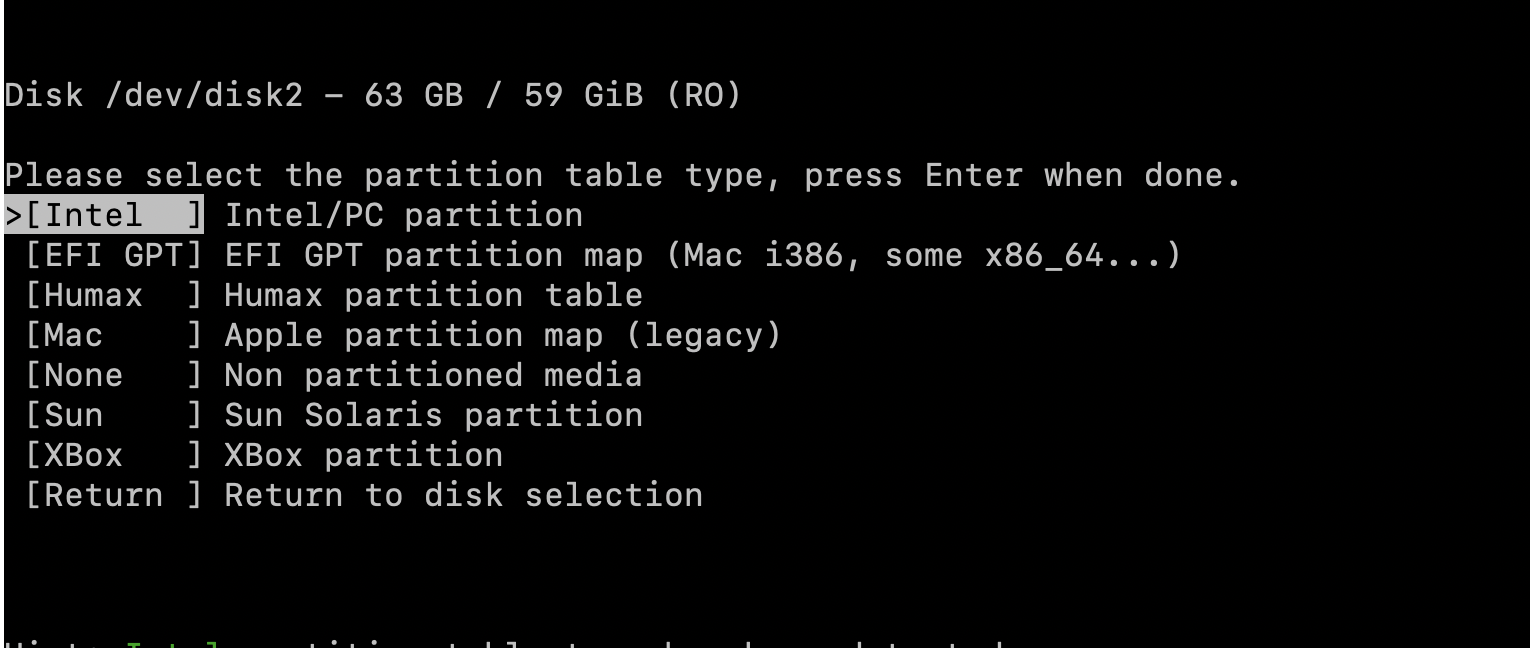 Disk /dev/disk2 – 63 GB / 59 GiB (RO)
Please select the partition table type, press Enter when done.
>[Intel  ] Intel/PC partition
[EFI GPT] EFI GPT partition map (Mac i386, some x86_64...)
[Humax  ] Humax partition table
[Mac    ] Apple partition map (legacy)
[None   ] Non partitioned media
[Sun    ] Sun Solaris partition
[XBox   ] XBox partition
[Return ] Return to disk selection